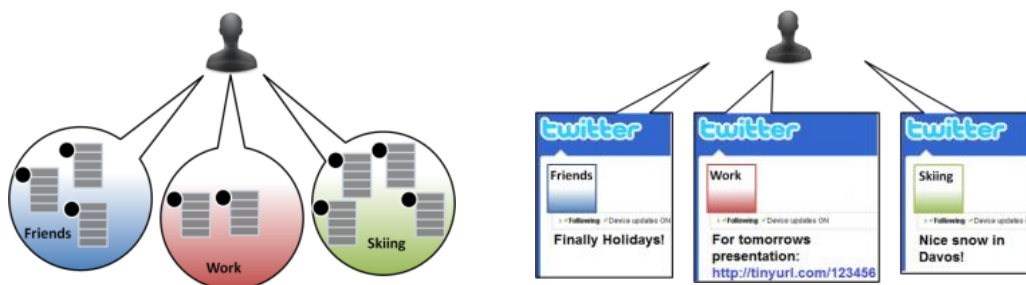 Friends
Work
Skiing
twitter
Friends
Following Device updates ON
Finally Holidays!
twitter
Work
Following Device updates ON
For tomorrows
presentation:
http://tinyurl.com/123456
twitter
Skiing
Following Device updates
Nice snow in
Davos!